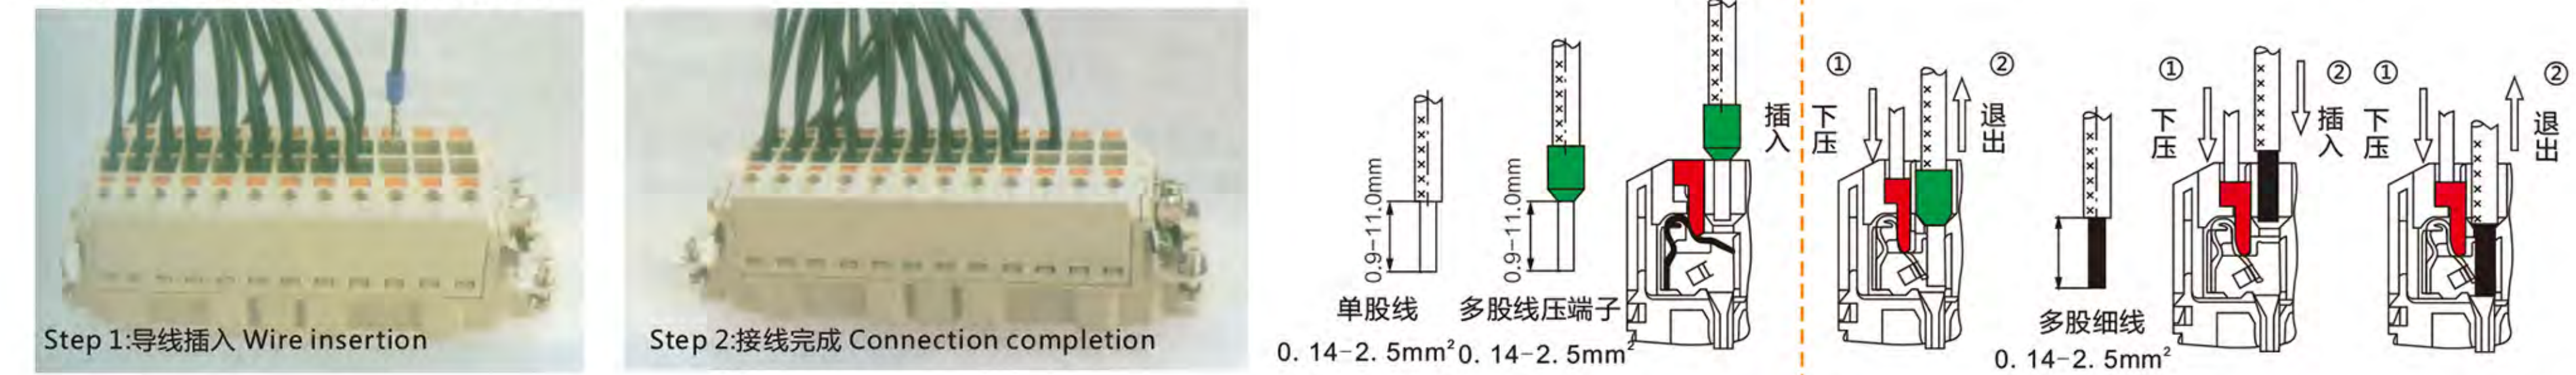 Step 1:导线插入 Wire insertion
Step 2:接线完成 Connection completion
0.9-11.0mm
单股线
0.14-2.5mm²
0.9-11.0mm
多股线压端子
0.14-2.5mm²
插入
①
下压
②
退出
多股细线
0.14-2.5mm²
①
下压
②
插入
①
下压
②
退出